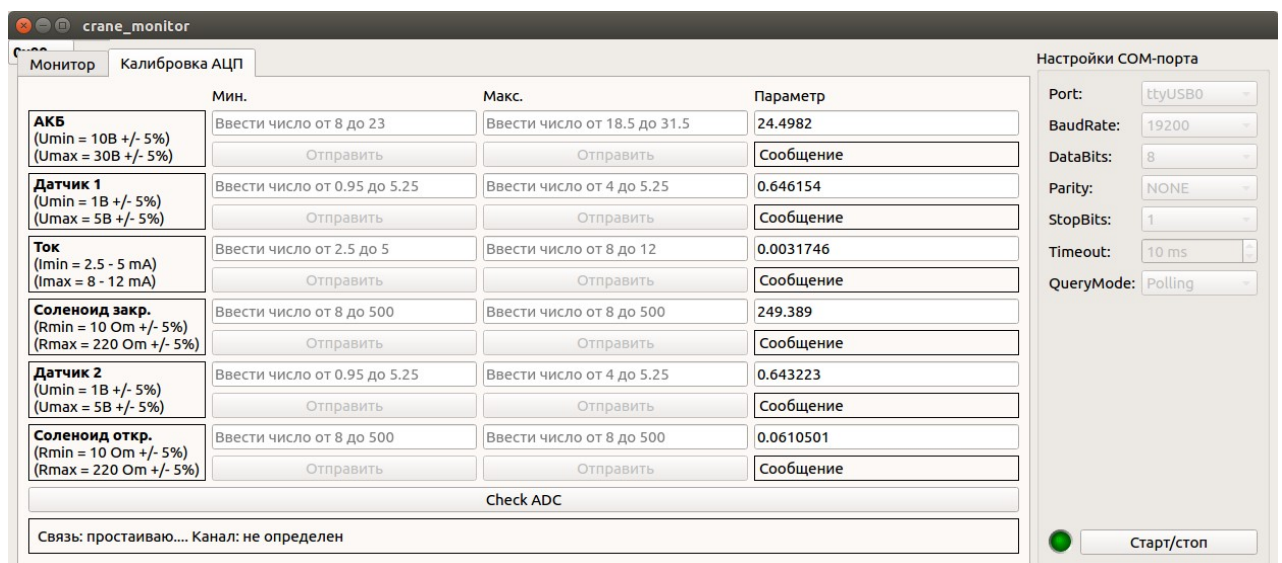 crane_monitor
Монитор
Калибровка АЦП
Мин.
Макс.
Параметр
АКБ
(Umin = 10В +/- 5%)
(Umax = 30В +/- 5%)
Ввести число от 8 до 23
Ввести число от 18.5 до 31.5
24.4982
Отправить
Отправить
Сообщение
Датчик 1
(Umin = 1В +/- 5%)
(Umax = 5В +/- 5%)
Ввести число от 0.95 до 5.25
Ввести число от 4 до 5.25
0.646154
Отправить
Отправить
Сообщение
Ток
(Imin = 2.5 - 5 mA)
(Imax = 8 - 12 mA)
Ввести число от 2.5 до 5
Ввести число от 8 до 12
0.0031746
Отправить
Отправить
Сообщение
Соленоид закр.
(Rmin = 10 Om +/- 5%)
(Rmax = 220 Om +/- 5%)
Ввести число от 8 до 500
Ввести число от 8 до 500
249.389
Отправить
Отправить
Сообщение
Датчик 2
(Umin = 1В +/- 5%)
(Umax = 5В +/- 5%)
Ввести число от 0.95 до 5.25
Ввести число от 4 до 5.25
0.643223
Отправить
Отправить
Сообщение
Соленоид откр.
(Rmin = 10 Om +/- 5%)
(Rmax = 220 Om +/- 5%)
Ввести число от 8 до 500
Ввести число от 8 до 500
0.0610501
Отправить
Отправить
Сообщение
Check ADC
Связь: простаиваю.... Канал: не определен
Настройки COM-порта
Port: ttyUSB0
BaudRate: 19200
DataBits: 8
Parity: NONE
StopBits: 1
Timeout: 10 ms
QueryMode: Polling
Старт/стоп